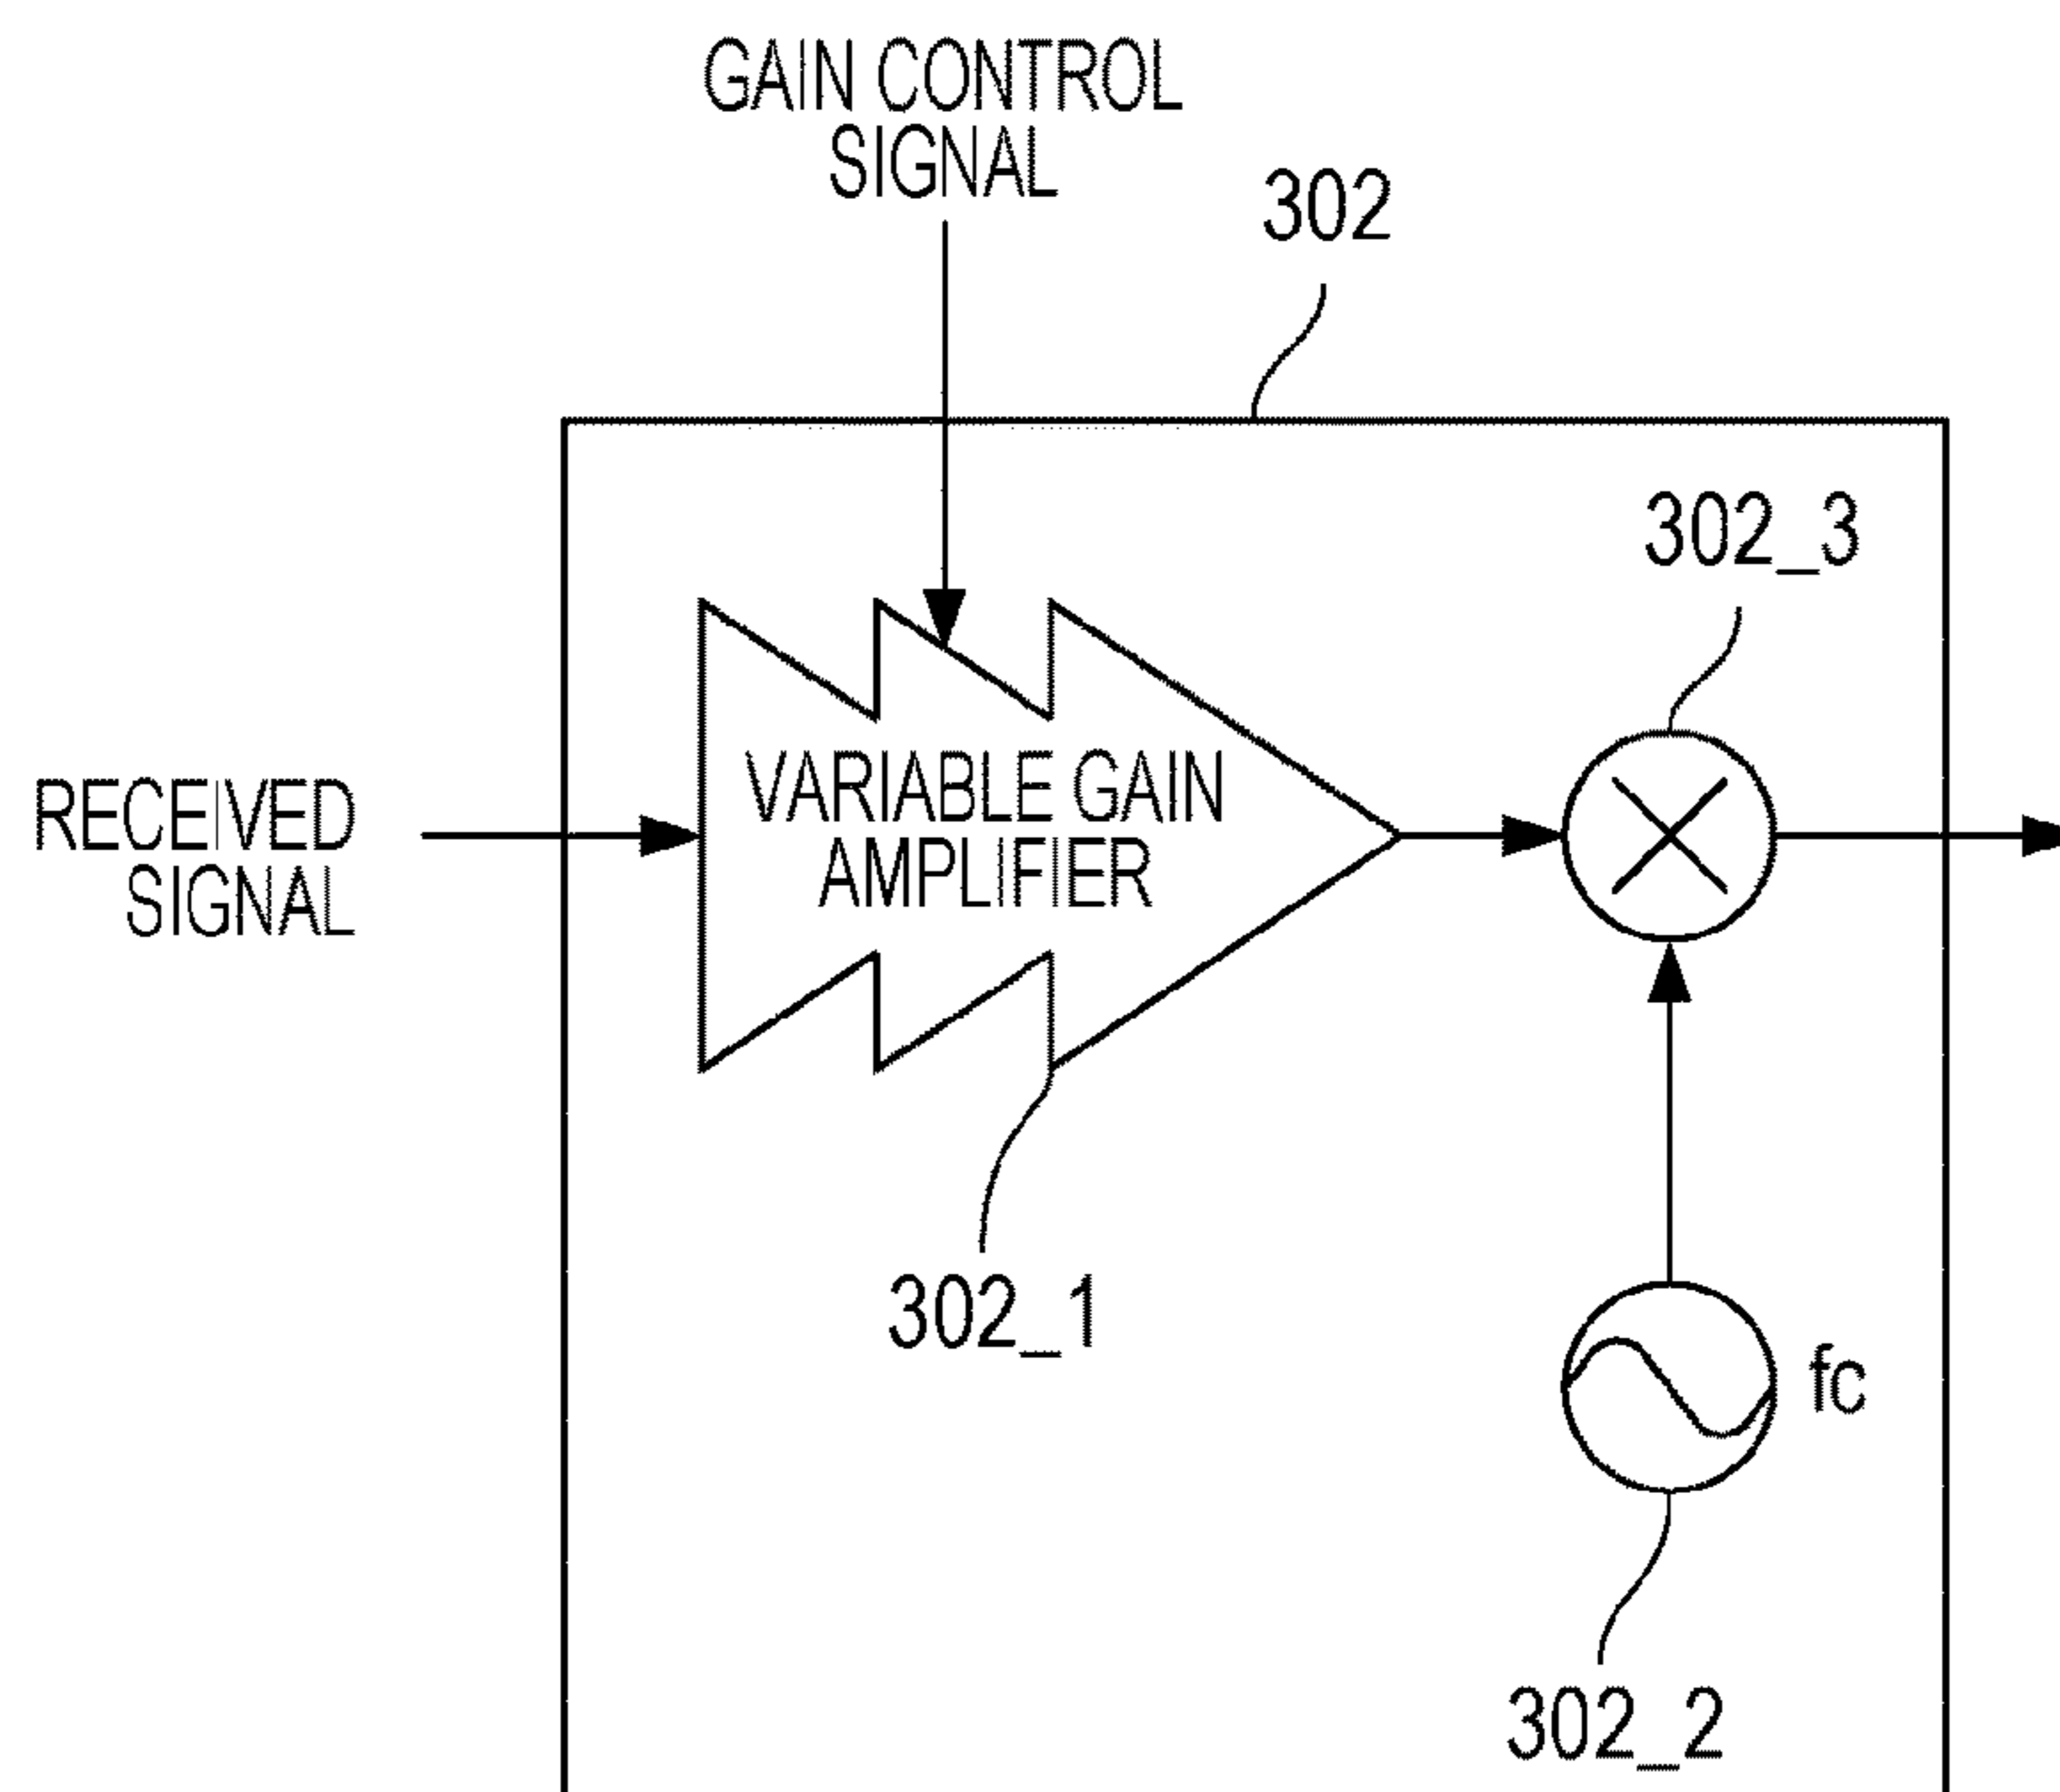 GAIN CONTROL
SIGNAL
302
302_3
RECEIVED
SIGNAL
VARIABLE GAIN
AMPLIFIER
302_1
fc
302_2